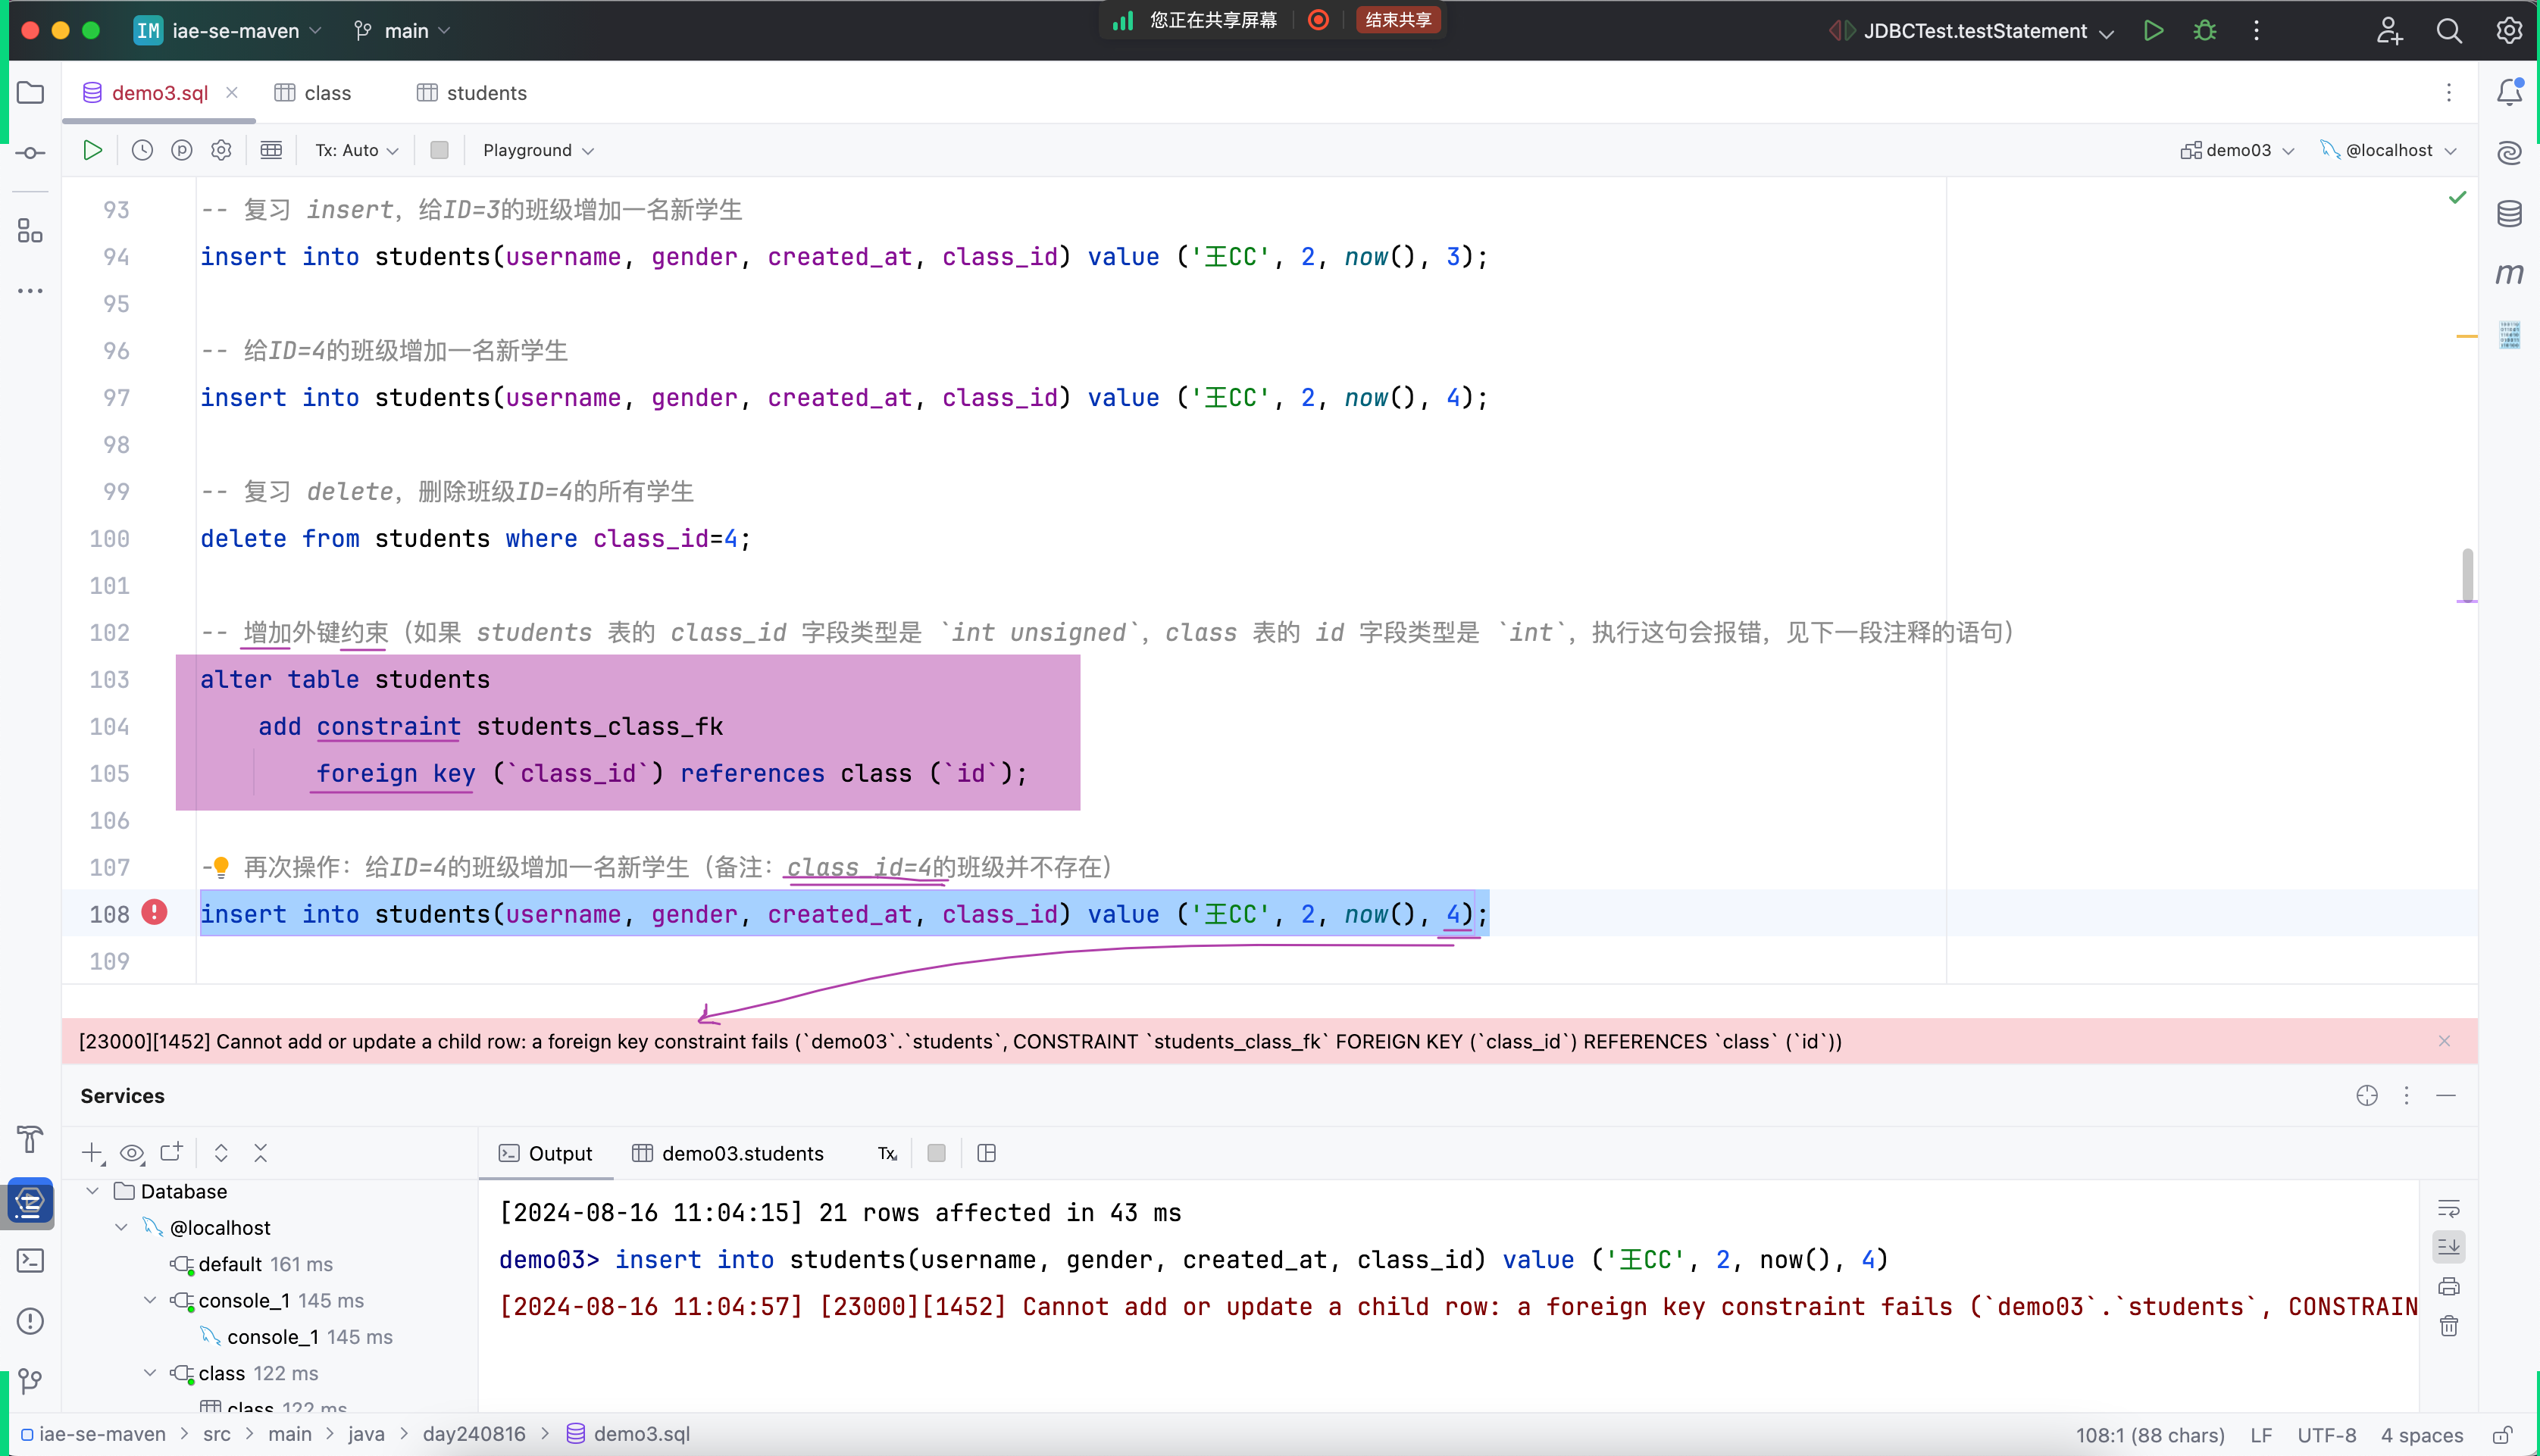 IM iae-se-maven main 您正在共享屏幕 结束共享 JDBCTest.testStatement
demo3.sql class students
Tx: Auto Playground demo03 @localhost
93 -- 复习 insert，给ID=3的班级增加一名新学生
94 insert into students(username, gender, created_at, class_id) value ('王CC', 2, now(), 3);
95
96 -- 给ID=4的班级增加一名新学生
97 insert into students(username, gender, created_at, class_id) value ('王CC', 2, now(), 4);
98
99 -- 复习 delete，删除班级ID=4的所有学生
100 delete from students where class_id=4;
101
102 -- 增加外键约束（如果 students 表的 class_id 字段类型是 `int unsigned`，class 表的 id 字段类型是 `int`，执行这句会报错，见下一段注释的语句）
103 alter table students
104 add constraint students_class_fk
105 foreign key (`class_id`) references class (`id`);
106
107 - 再次操作：给ID=4的班级增加一名新学生（备注：class_id=4的班级并不存在）
108 insert into students(username, gender, created_at, class_id) value ('王CC', 2, now(), 4);
109
[23000][1452] Cannot add or update a child row: a foreign key constraint fails (`demo03`.`students`, CONSTRAINT `students_class_fk` FOREIGN KEY (`class_id`) REFERENCES `class` (`id`))
Services
Output demo03.students Tx
Database
@localhost
default 161 ms
console_1 145 ms
console_1 145 ms
class 122 ms
class 122 ms
[2024-08-16 11:04:15] 21 rows affected in 43 ms
demo03> insert into students(username, gender, created_at, class_id) value ('王CC', 2, now(), 4)
[2024-08-16 11:04:57] [23000][1452] Cannot add or update a child row: a foreign key constraint fails (`demo03`.`students`, CONSTRAIN
iae-se-maven > src > main > java > day240816 > demo3.sql 108:1 (88 chars) LF UTF-8 4 spaces